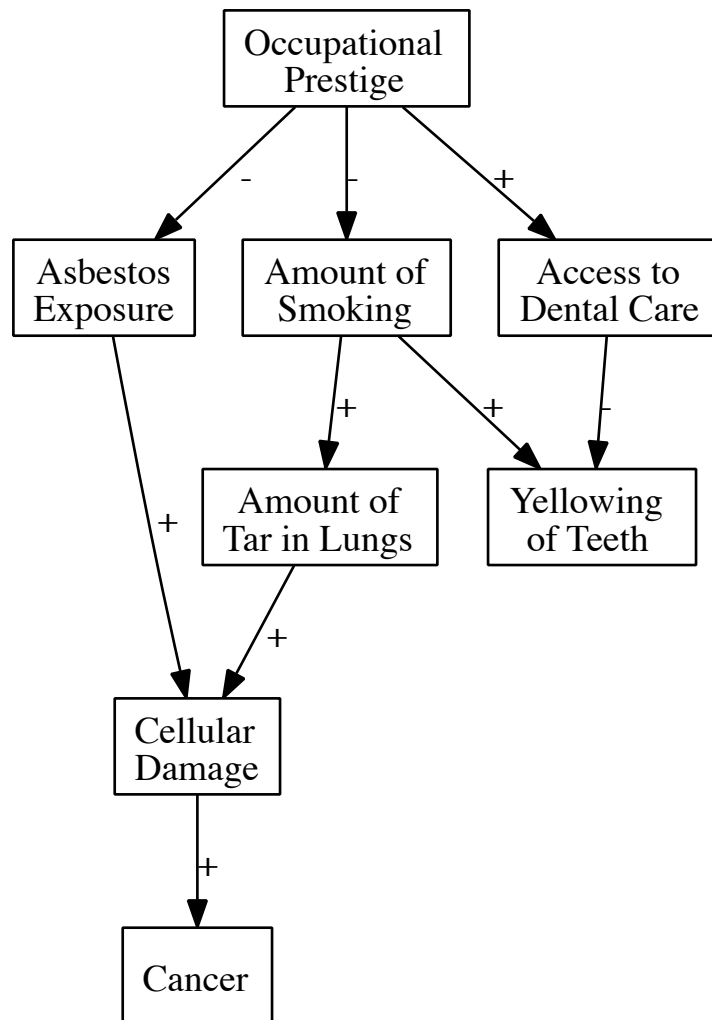 Occupational
Prestige
-
-
+
Asbestos
Exposure
Amount of
Smoking
Access to
Dental Care
+
+
-
Amount of
Tar in Lungs
Yellowing
of Teeth
+
+
Cellular
Damage
+
Cancer